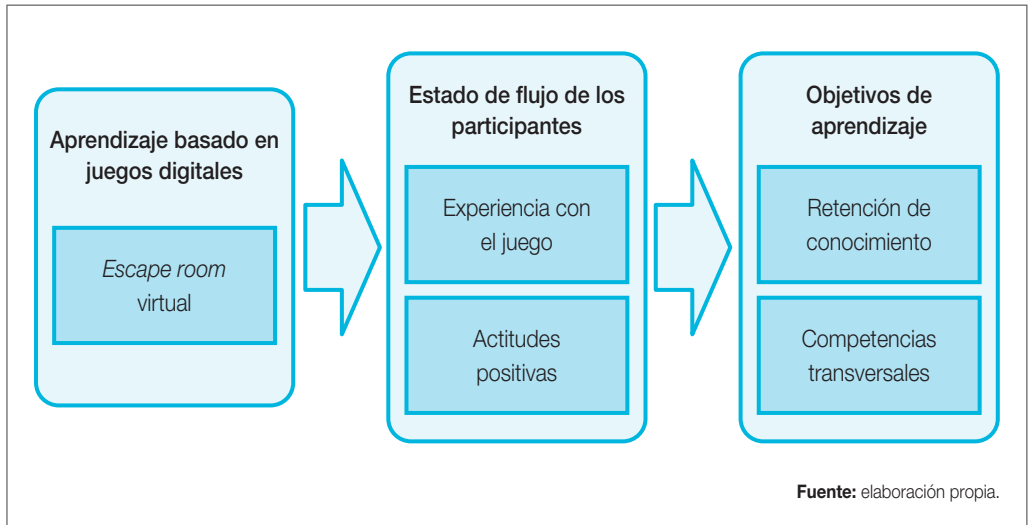 Aprendizaje basado en
juegos digitales
Escape room
virtual
Estado de flujo de los
participantes
Experiencia con
el juego
Actitudes
positivas
Objetivos de
aprendizaje
Retención de
conocimiento
Competencias
transversales
Fuente: elaboración propia.